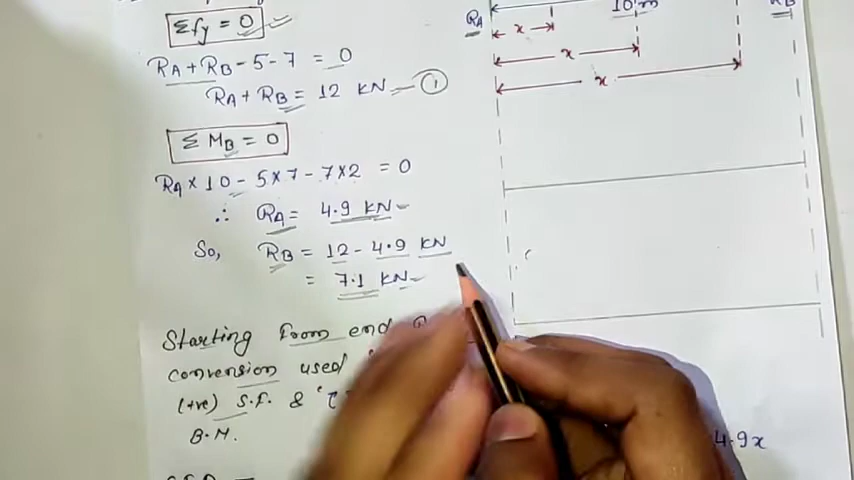 Σfy = 0
RA + RB - 5 - 7 = 0
RA + RB = 12 KN — ①
Σ MB = 0
RA × 10 - 5×7 - 7×2 = 0
∴ RA = 4.9 KN
So, RB = 12 - 4.9 KN
= 7.1 KN
Starting from end
convension used
(+ve) S.F. &
B.M.
RA
10 m
RB
x
x
x
4.9x